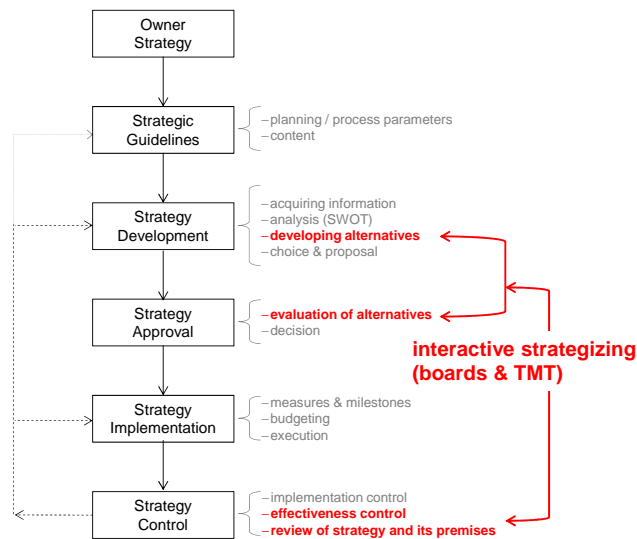 Owner
Strategy
Strategic
Guidelines
–planning / process parameters
–content
Strategy
Development
–acquiring information
–analysis (SWOT)
–developing alternatives
–choice & proposal
Strategy
Approval
–evaluation of alternatives
–decision
interactive strategizing
(boards & TMT)
Strategy
Implementation
–measures & milestones
–budgeting
–execution
Strategy
Control
–implementation control
–effectiveness control
–review of strategy and its premises